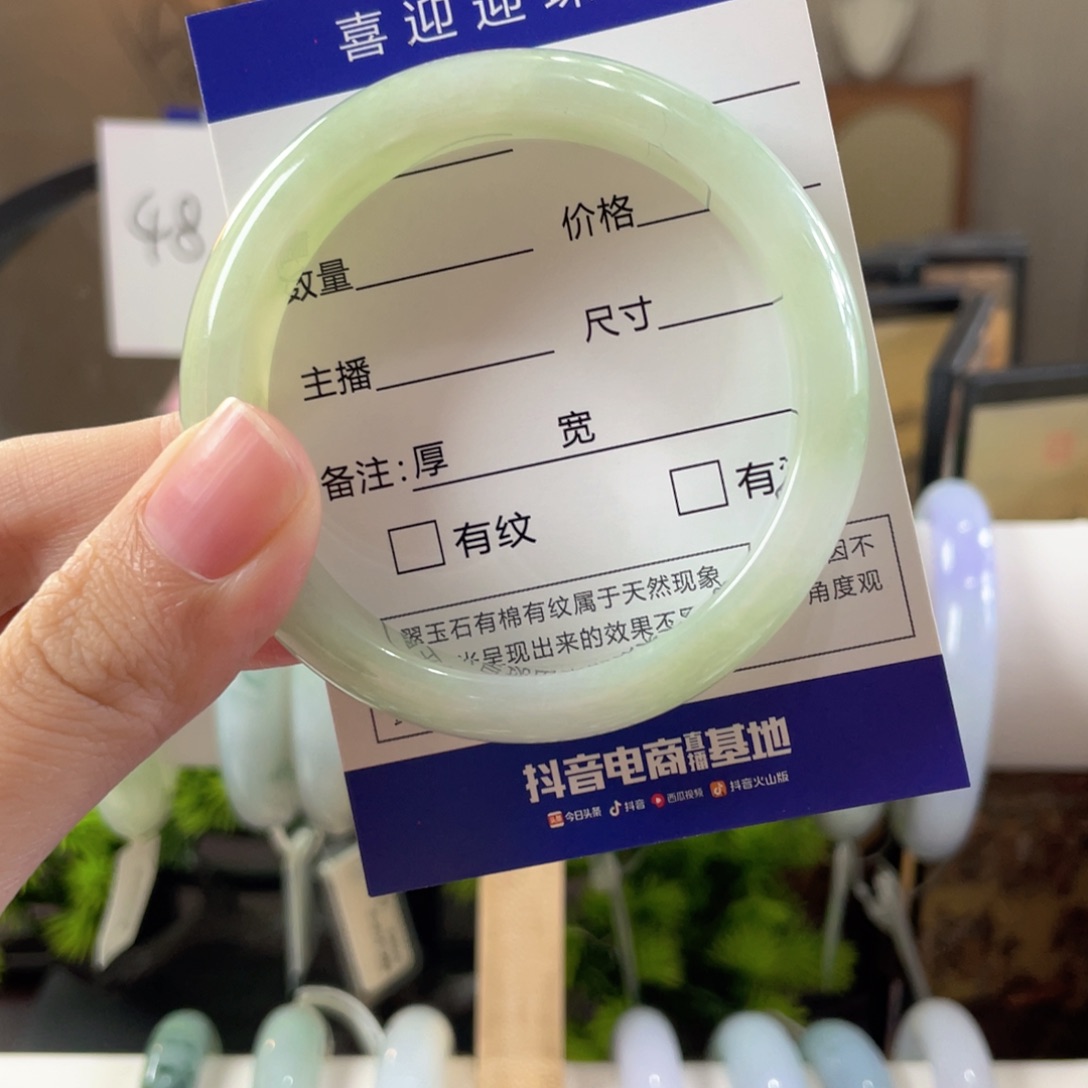 喜迎迎
48
价格
数量
尺寸
主播
备注:厚 宽
有纹
有
翠玉石有棉有纹属于天然现象 因不
光呈现出来的效果不 角度观
抖音电商直播基地
今日头条 抖音 西瓜视频 抖音火山版